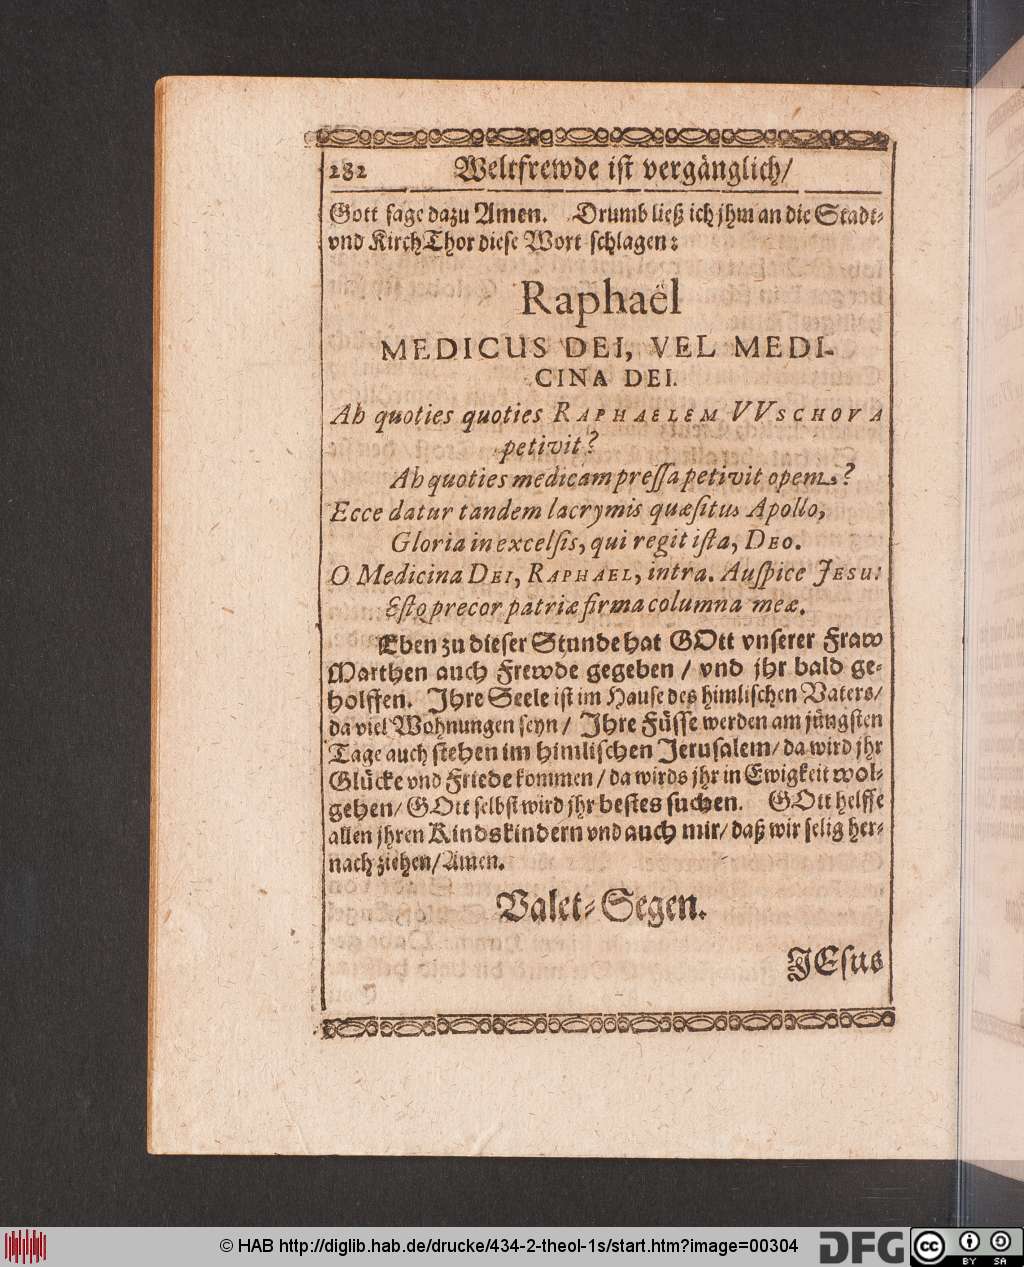 282 Weltfrewde ist vergänglich/
Gott sage dazu Amen. Drumb ließ ich jhm an die Stadt-
vnd KirchThor diese Wort schlagen:
Raphaël
MEDICUS DEI, VEL MEDI-
CINA DEI.
Ah quoties quoties RAPHAELEM VVSCHOVA
petivit?
Ah quoties medicam pressa petivit opem?
Ecce datur tandem lacrymis quæsitus Apollo,
Gloria in excelsis, qui regit ista, DEO.
O Medicina DEI, RAPHAEL, intra. Auspice JESU:
Esto precor patriæ firma columna meæ.
Eben zu dieser Stunde hat GOtt vnserer Fraw
Marthen auch Frewde gegeben / vnd jhr bald ge-
holffen. Ihre Seele ist im Hause des himlischen Vaters/
da viel Wohnungen seyn / Ihre Füsse werden am jüngsten
Tage auch stehen im himlischen Jerusalem/ da wird jhr
Glücke vnd Friede kommen / da wirds jhr in Ewigkeit wol-
gehen/ GOtt selbst wird jhr bestes suchen. GOtt helffe
allen jhren Kindskindern vnd auch mir/ daß wir selig her-
nach ziehen/ Amen.
Valet-Segen.
JEsus
© HAB http://diglib.hab.de/drucke/434-2-theol-1s/start.htm?image=00304
DFG
cc BY SA